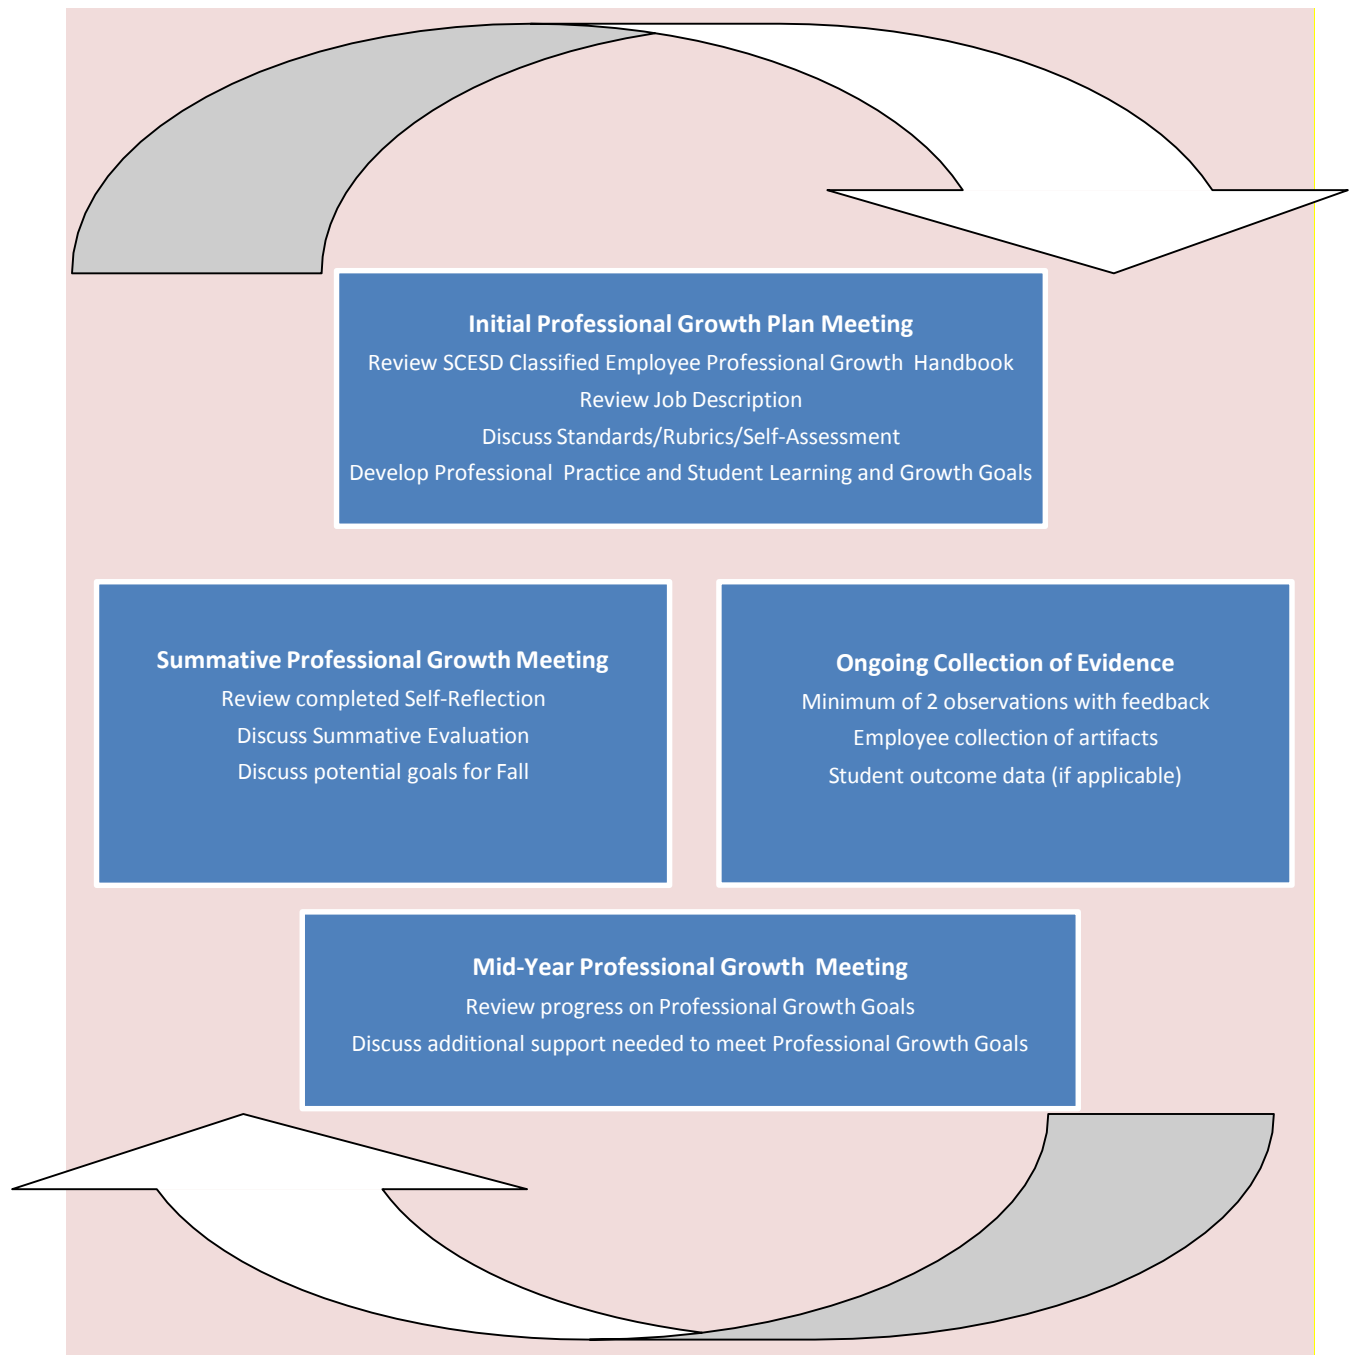 Initial Professional Growth Plan Meeting
Review SCESD Classified Employee Professional Growth Handbook
Review Job Description
Discuss Standards/Rubrics/Self-Assessment
Develop Professional Practice and Student Learning and Growth Goals
Summative Professional Growth Meeting
Review completed Self-Reflection
Discuss Summative Evaluation
Discuss potential goals for Fall
Ongoing Collection of Evidence
Minimum of 2 observations with feedback
Employee collection of artifacts
Student outcome data (if applicable)
Mid-Year Professional Growth Meeting
Review progress on Professional Growth Goals
Discuss additional support needed to meet Professional Growth Goals